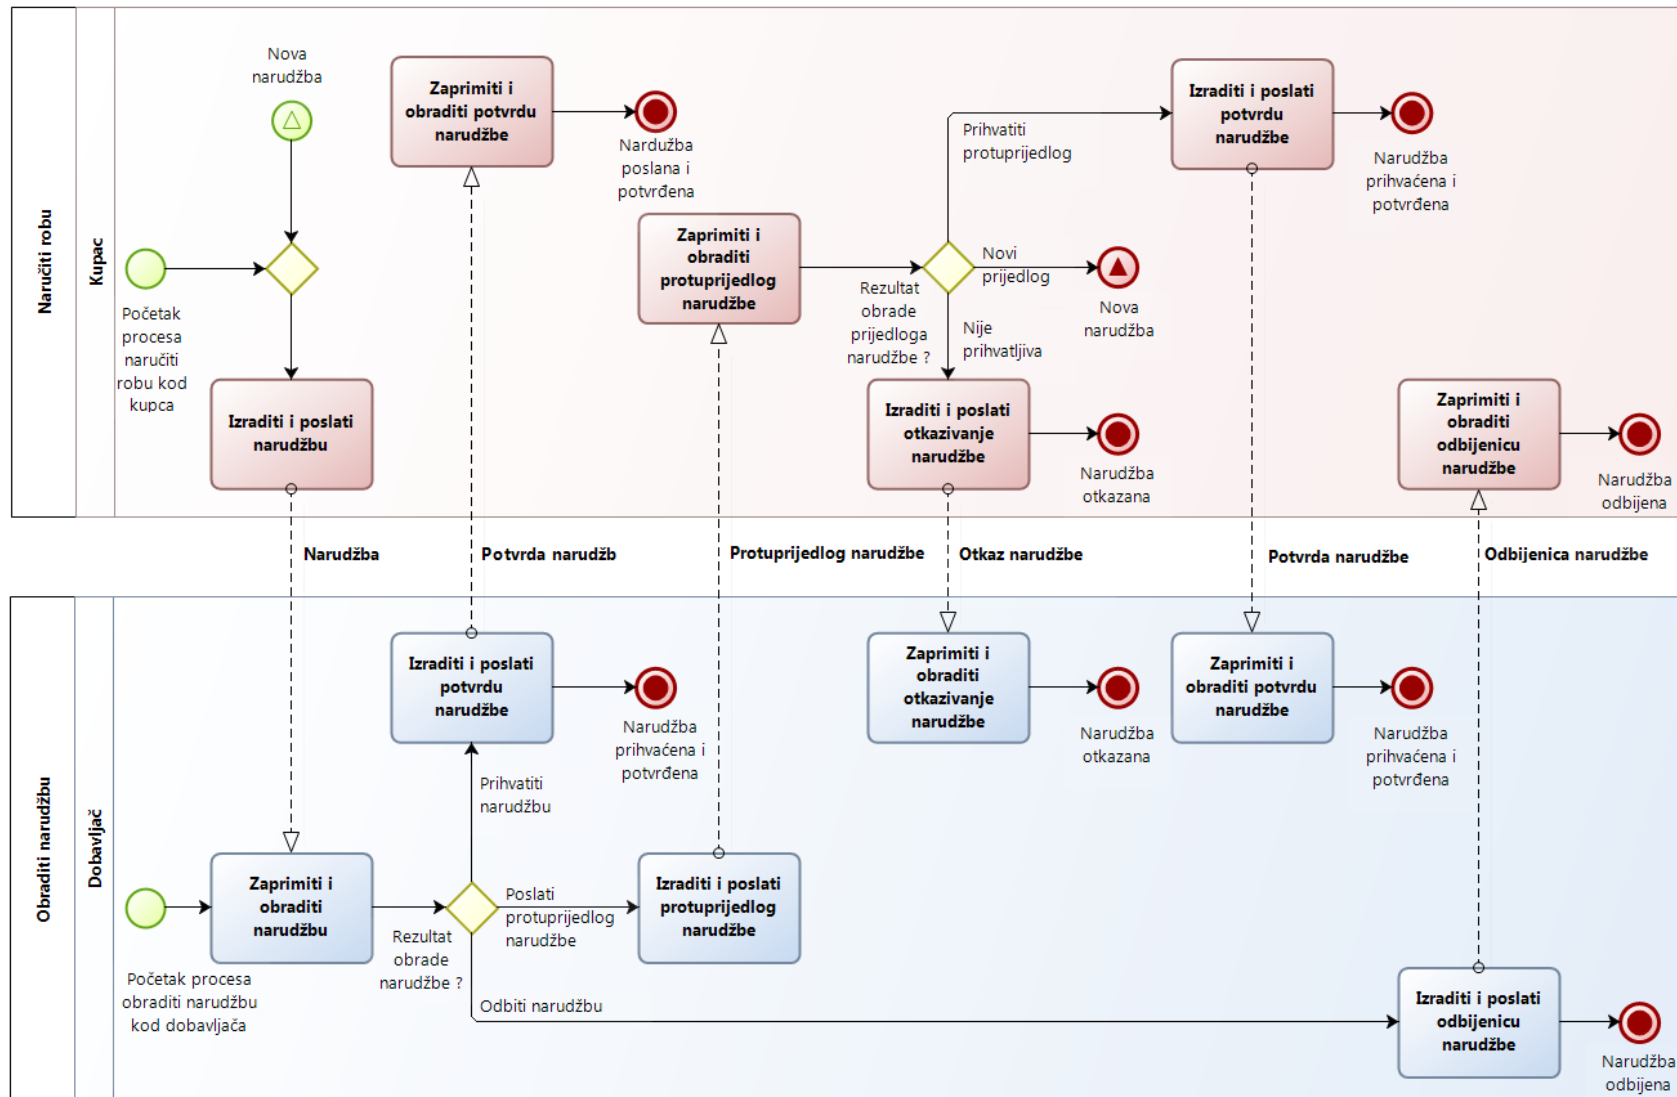 Naručiti robu
Kupac
Nova
narudžba
Početak
procesa
naručiti
robu kod
kupca
Izraditi i poslati
narudžbu
Zaprimiti i
obraditi potvrdu
narudžbe
Nardužba
poslana i
potvrđena
Zaprimiti i
obraditi
protuprijedlog
narudžbe
Rezultat
obrade
prijedloga
narudžbe ?
Prihvatiti
protuprijedlog
Novi
prijedlog
Nije
prihvatljiva
Izraditi i poslati
potvrdu
narudžbe
Narudžba
prihvaćena i
potvrđena
Nova
narudžba
Izraditi i poslati
otkazivanje
narudžbe
Narudžba
otkazana
Zaprimiti i
obraditi
odbijenicu
narudžbe
Narudžba
odbijena
Narudžba
Potvrda narudžb
Protuprijedlog narudžbe
Otkaz narudžbe
Potvrda narudžbe
Odbijenica narudžbe
Obraditi narudžbu
Dobavljač
Početak procesa
obraditi narudžbu
kod dobavljača
Zaprimiti i
obraditi
narudžbu
Rezultat
obrade
narudžbe ?
Prihvatiti
narudžbu
Poslati
protuprijedlog
narudžbe
Odbiti narudžbu
Izraditi i poslati
potvrdu
narudžbe
Narudžba
prihvaćena i
potvrđena
Izraditi i poslati
protuprijedlog
narudžbe
Zaprimiti i
obraditi
otkazivanje
narudžbe
Narudžba
otkazana
Zaprimiti i
obraditi potvrdu
narudžbe
Narudžba
prihvaćena i
potvrđena
Izraditi i poslati
odbijenicu
narudžbe
Narudžba
odbijena